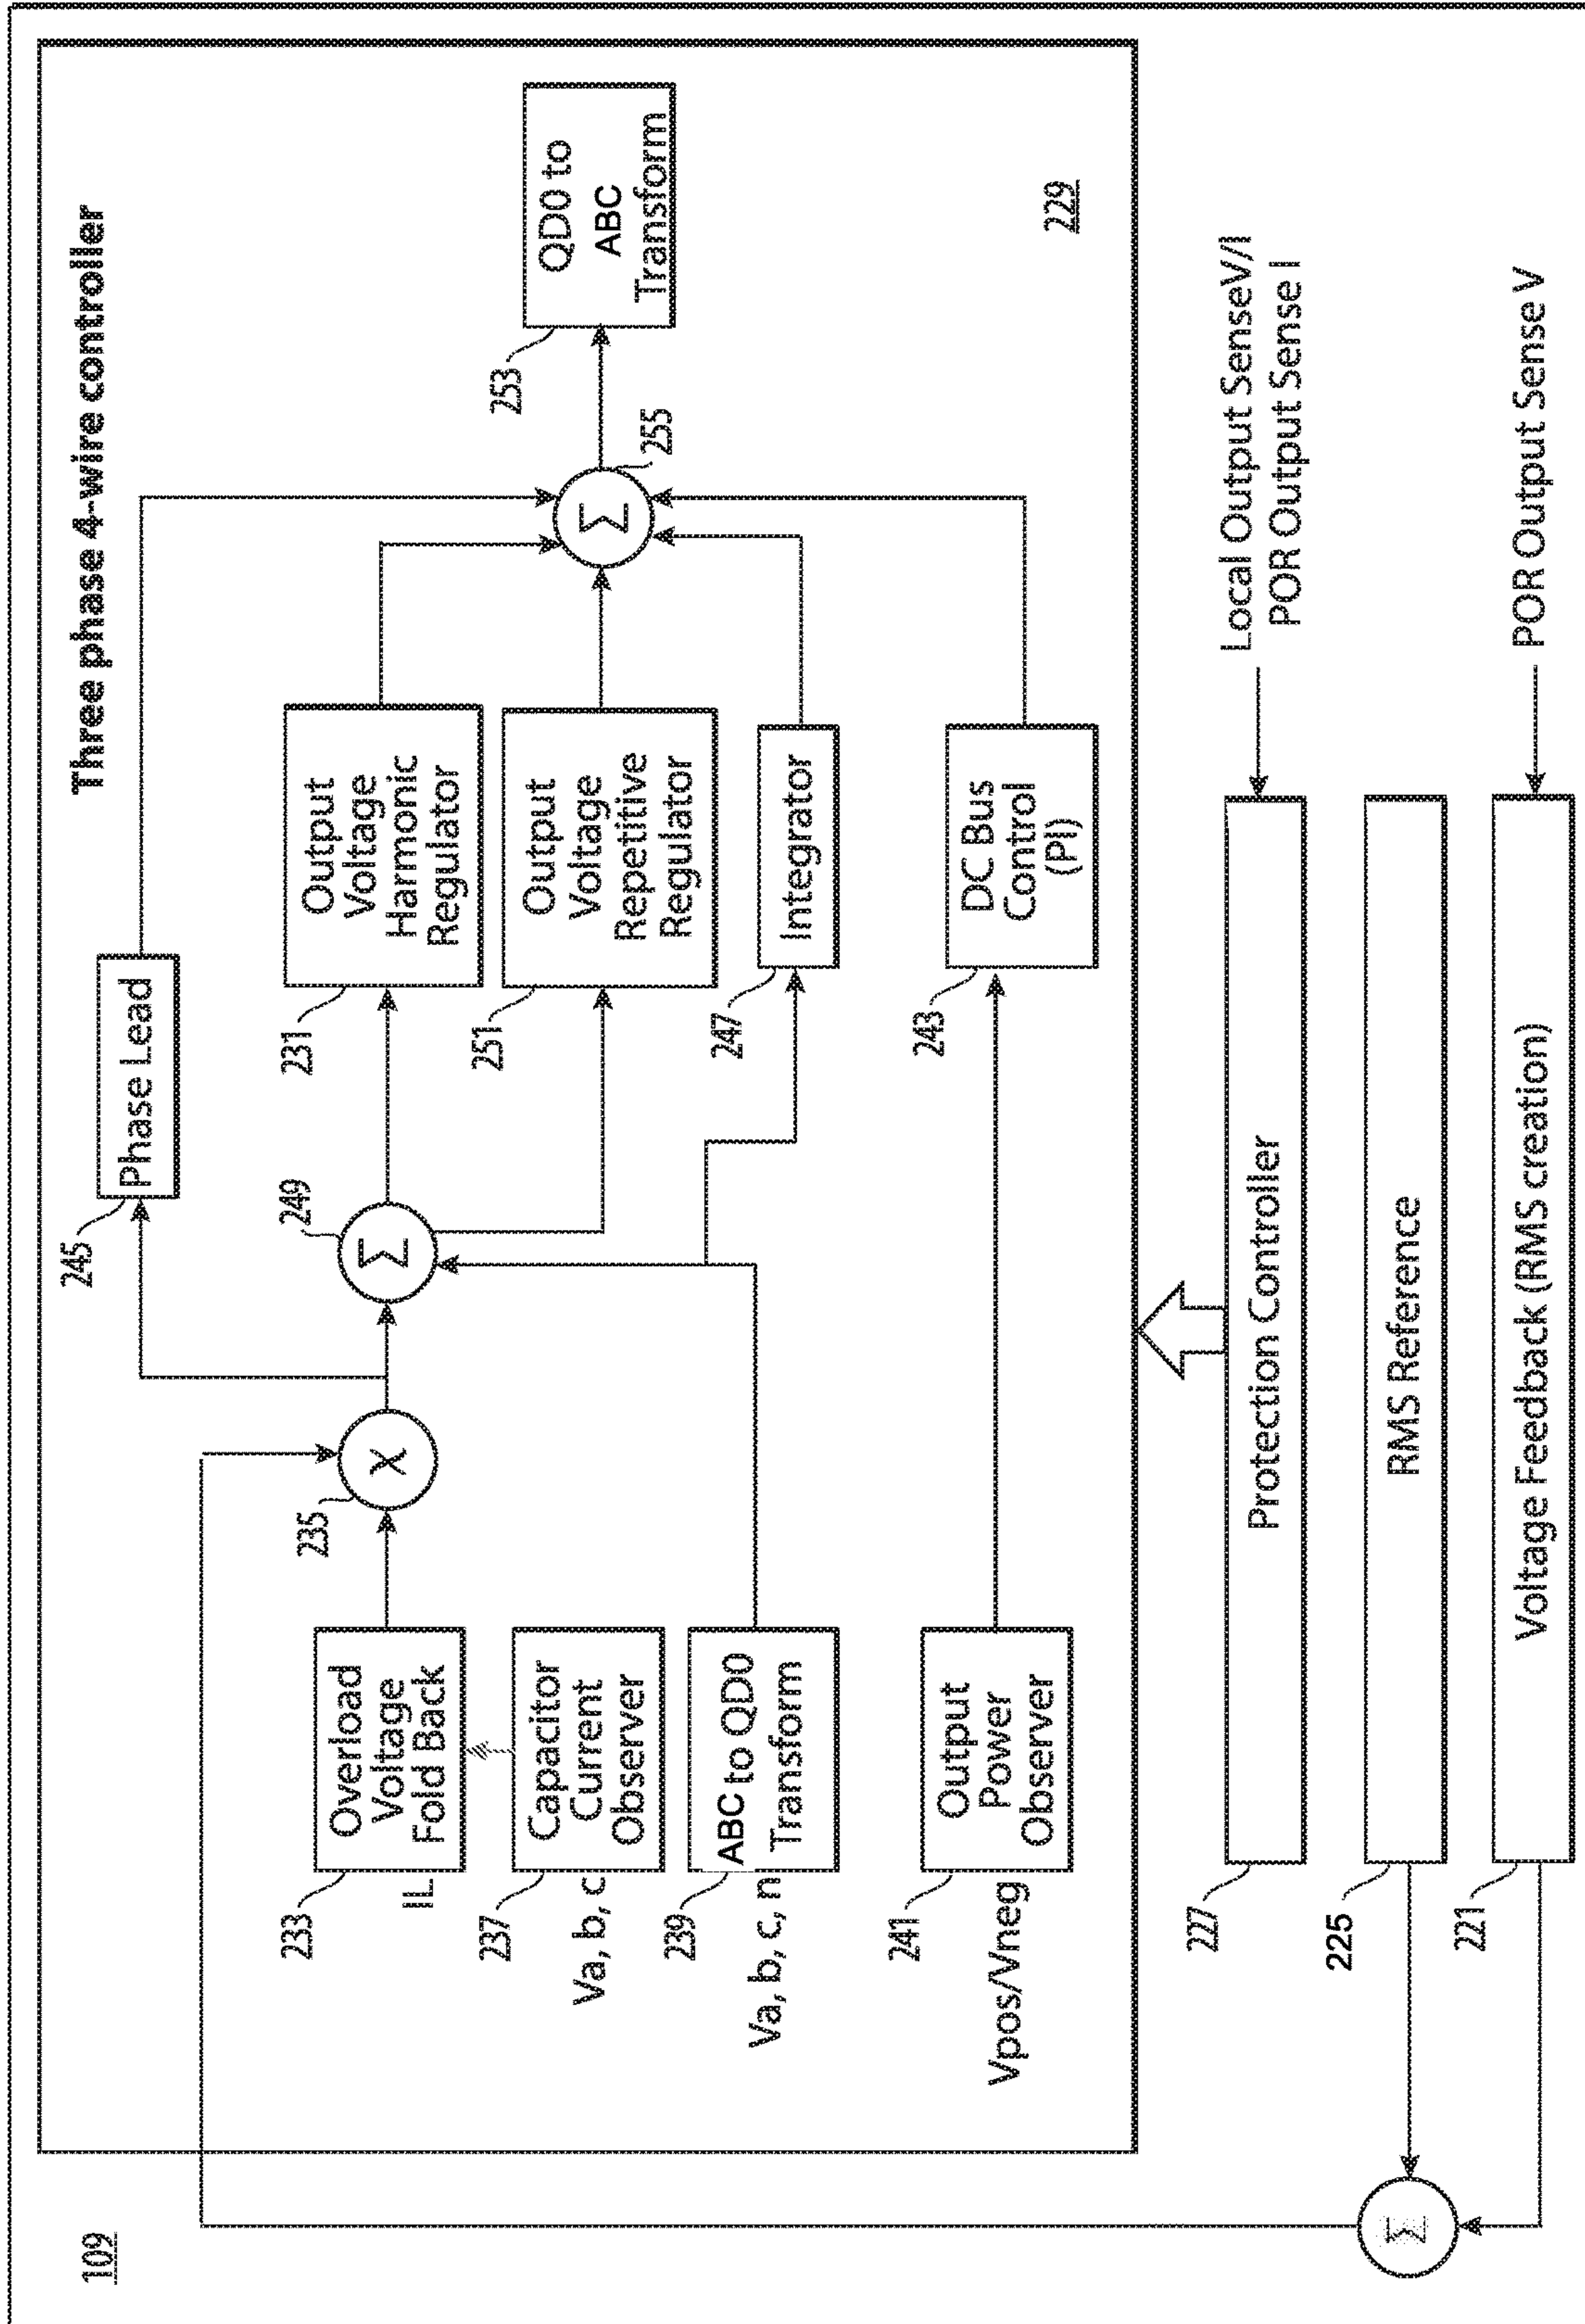 109
Three phase 4-wire controller
245
Phase Lead
233
Overload
Voltage
Fold Back
IL
235
X
249
Σ
231
Output
Voltage
Harmonic
Regulator
237
Capacitor
Current
Observer
Va, b, c
251
Output
Voltage
Repetitive
Regulator
255
Σ
253
QD0 to
ABC
Transform
239
ABC to QD0
Transform
Va, b, c, n
247
Integrator
241
Output
Power
Observer
Vpos/Vneg
243
DC Bus
Control
(PI)
229
227
Protection Controller
Local Output SenseV/I
POR Output Sense I
225
RMS Reference
Σ
221
Voltage Feedback (RMS creation)
POR Output Sense V